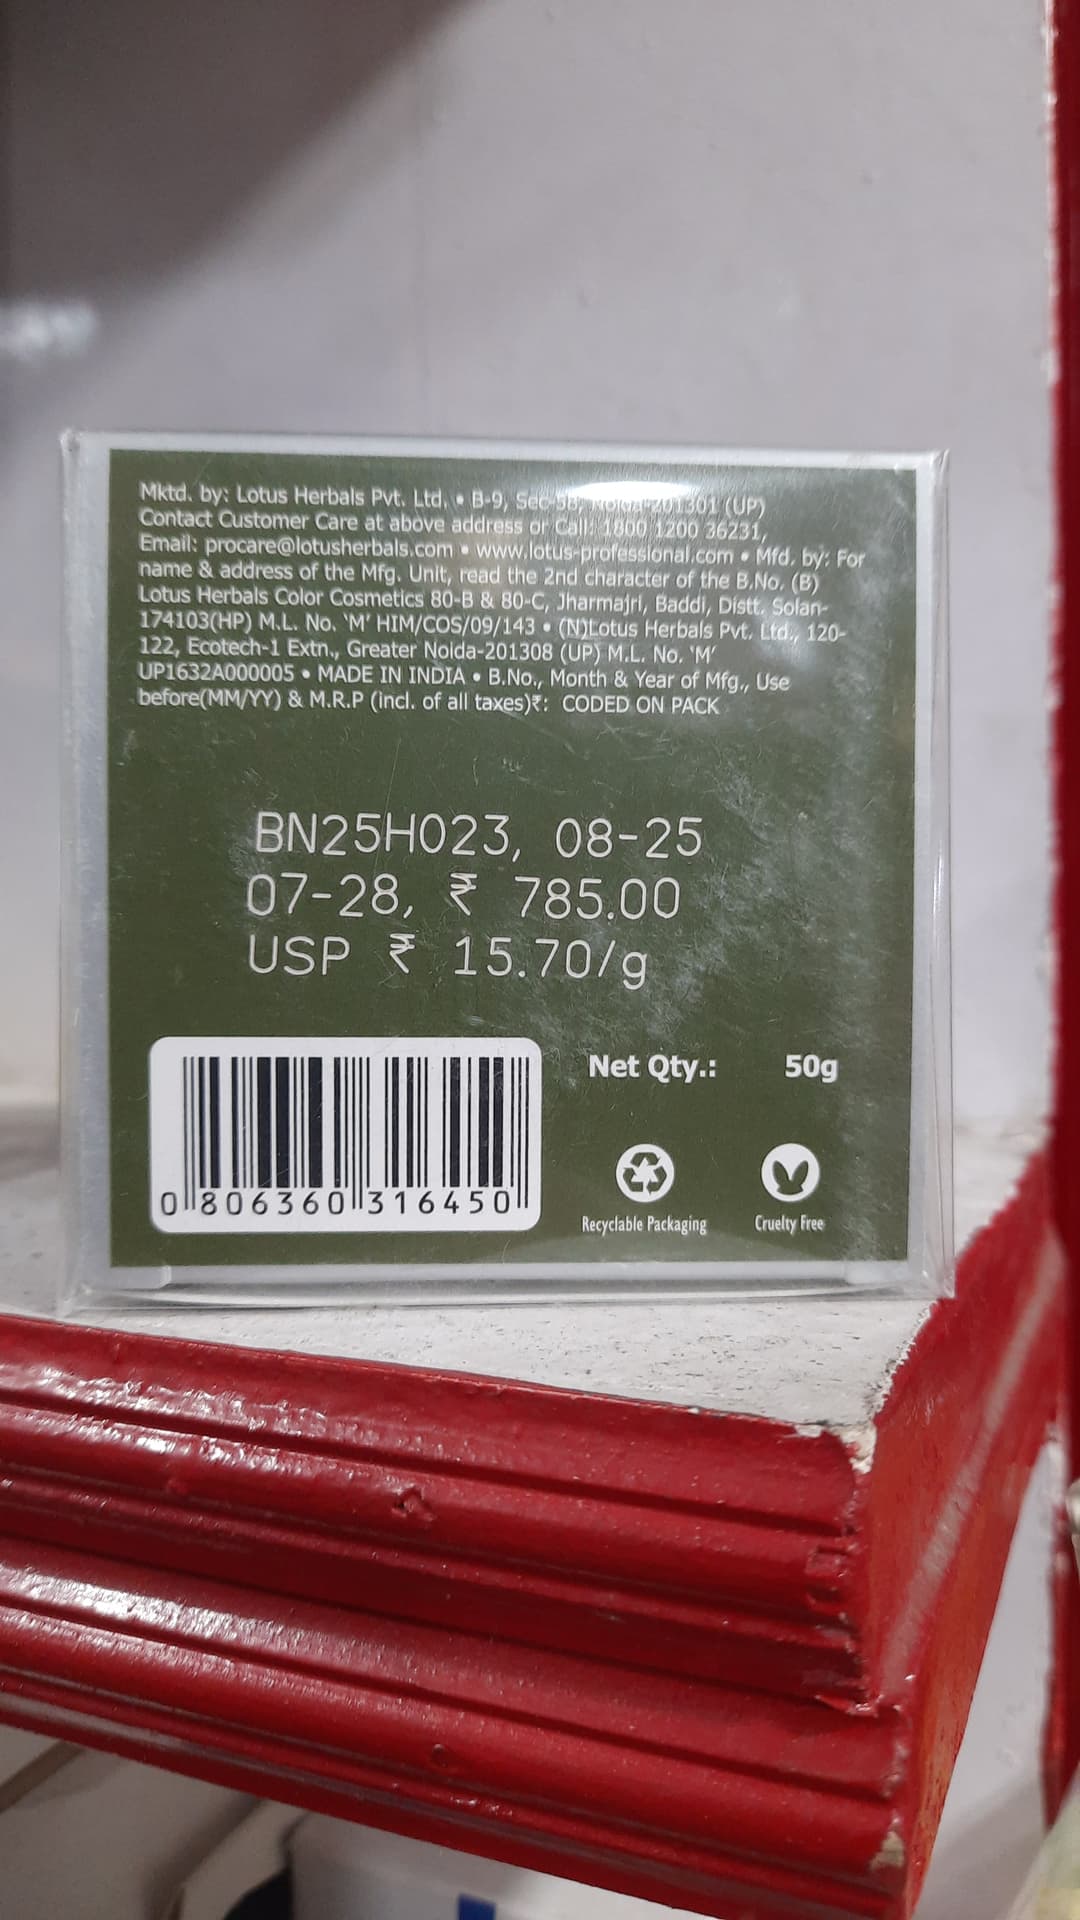 Mktd. by: Lotus Herbals Pvt. Ltd. • B-9, Sec-58, Noida-201301 (UP)
Contact Customer Care at above address or Call: 1800 1200 36231,
Email: procare@lotusherbals.com • www.lotus-professional.com • Mfd. by: For
name & address of the Mfg. Unit, read the 2nd character of the B.No. (B)
Lotus Herbals Color Cosmetics 80-B & 80-C, Jharmajri, Baddi, Distt. Solan-
174103(HP) M.L. No. ‘M’ HIM/COS/09/143 • (N)Lotus Herbals Pvt. Ltd., 120-
122, Ecotech-1 Extn., Greater Noida-201308 (UP) M.L. No. ‘M’
UP1632A000005 • MADE IN INDIA • B.No., Month & Year of Mfg., Use
before(MM/YY) & M.R.P (incl. of all taxes)₹: CODED ON PACK
BN25H023, 08-25
07-28, ₹ 785.00
USP ₹ 15.70/g
Net Qty.: 50g
0 806360 316450
Recyclable Packaging
Cruelty Free